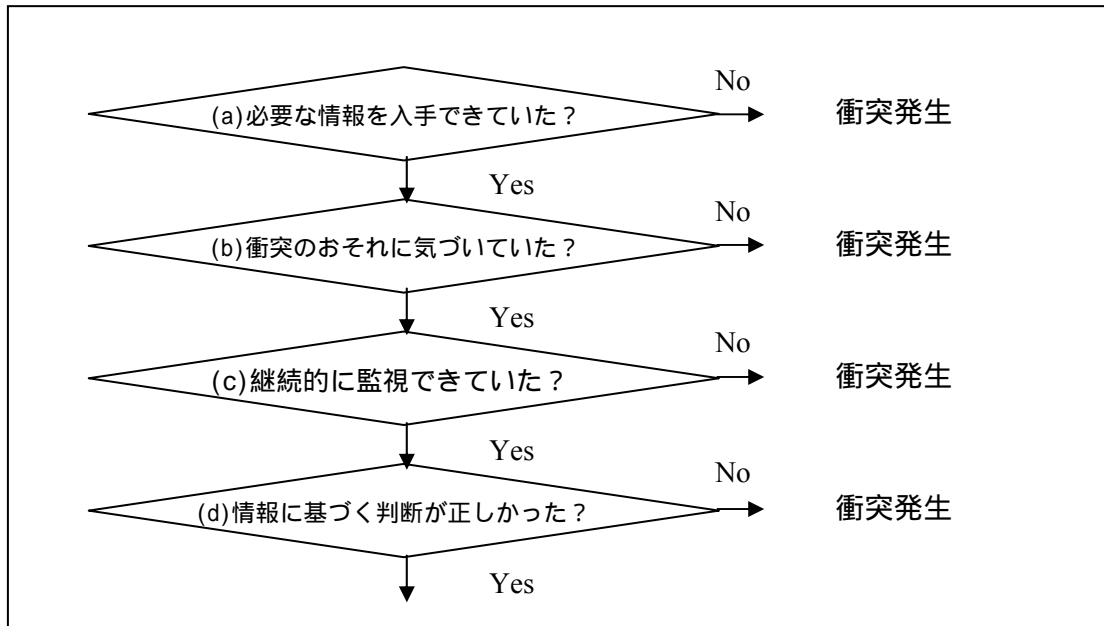 No
(a)必要な情報を入手できていた？
衝突発生
Yes
No
(b)衝突のおそれに気づいていた？
衝突発生
Yes
No
(c)継続的に監視できていた？
衝突発生
Yes
No
(d)情報に基づく判断が正しかった？
衝突発生
Yes